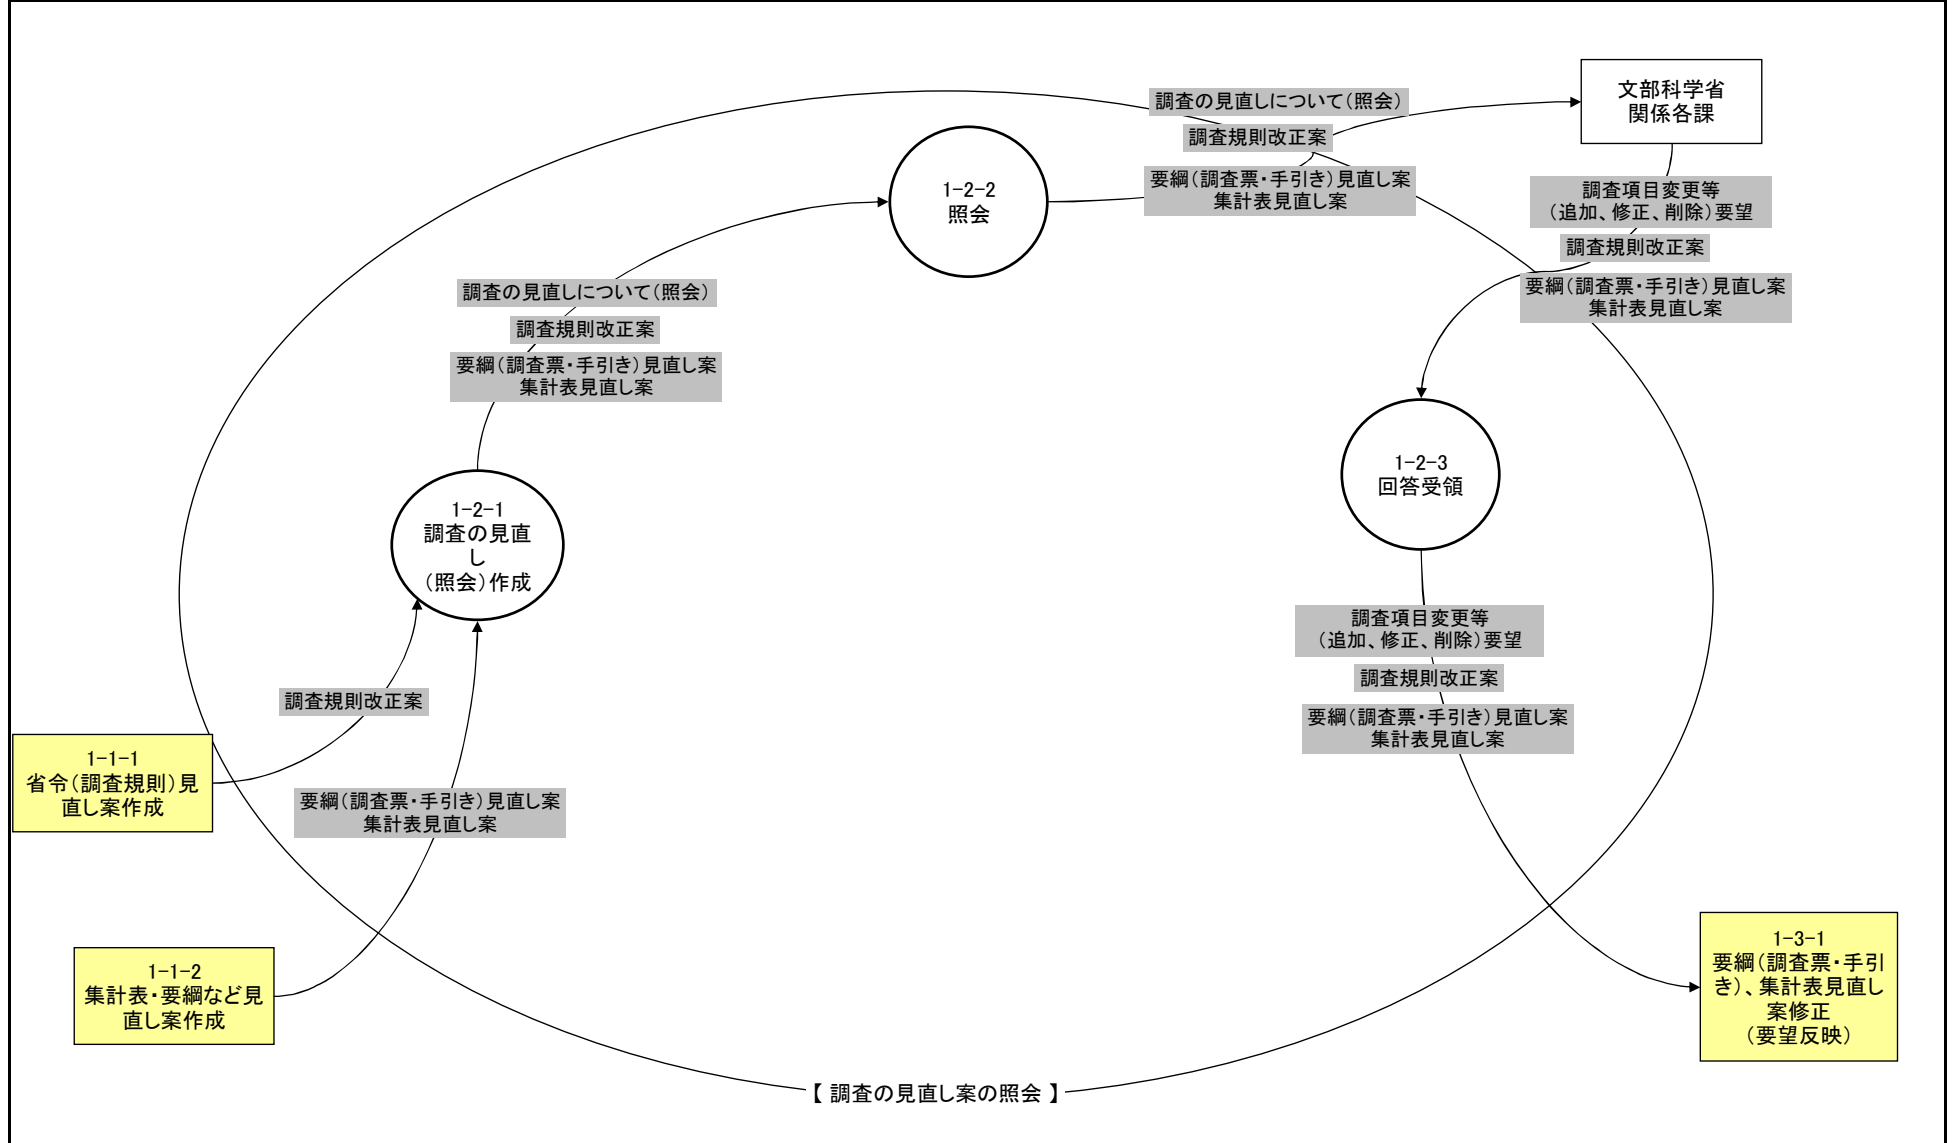 調査の見直しについて(照会)
調査規則改正案
要綱(調査票・手引き)見直し案
集計表見直し案
文部科学省
関係各課
1-2-2
照会
調査項目変更等
(追加、修正、削除)要望
調査規則改正案
要綱(調査票・手引き)見直し案
集計表見直し案
調査の見直しについて(照会)
調査規則改正案
要綱(調査票・手引き)見直し案
集計表見直し案
1-2-3
回答受領
1-2-1
調査の見直
し
(照会)作成
調査項目変更等
(追加、修正、削除)要望
調査規則改正案
要綱(調査票・手引き)見直し案
集計表見直し案
調査規則改正案
1-1-1
省令(調査規則)見
直し案作成
要綱(調査票・手引き)見直し案
集計表見直し案
1-1-2
集計表・要綱など見
直し案作成
1-3-1
要綱(調査票・手引
き)、集計表見直し
案修正
(要望反映)
【 調査の見直し案の照会 】